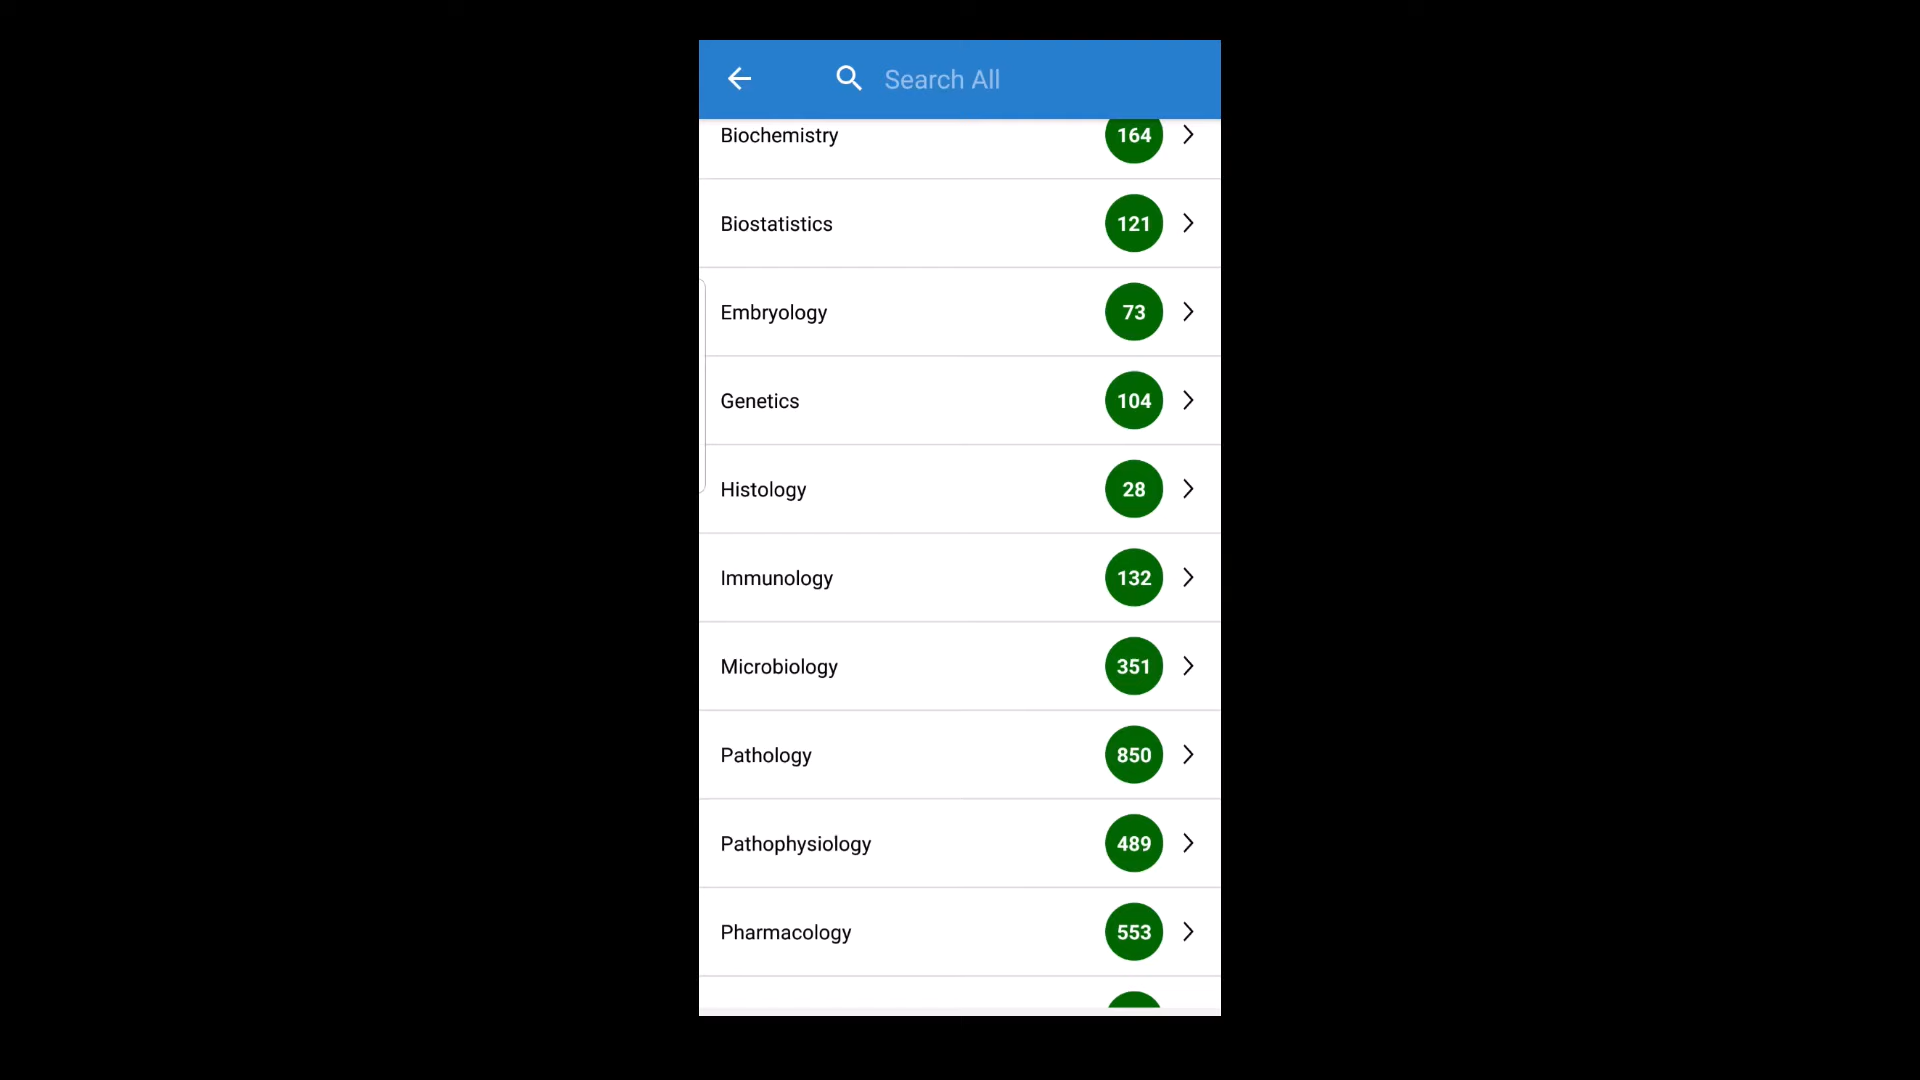 Search All
Biochemistry 164
Biostatistics 121
Embryology 73
Genetics 104
Histology 28
Immunology 132
Microbiology 351
Pathology 850
Pathophysiology 489
Pharmacology 553